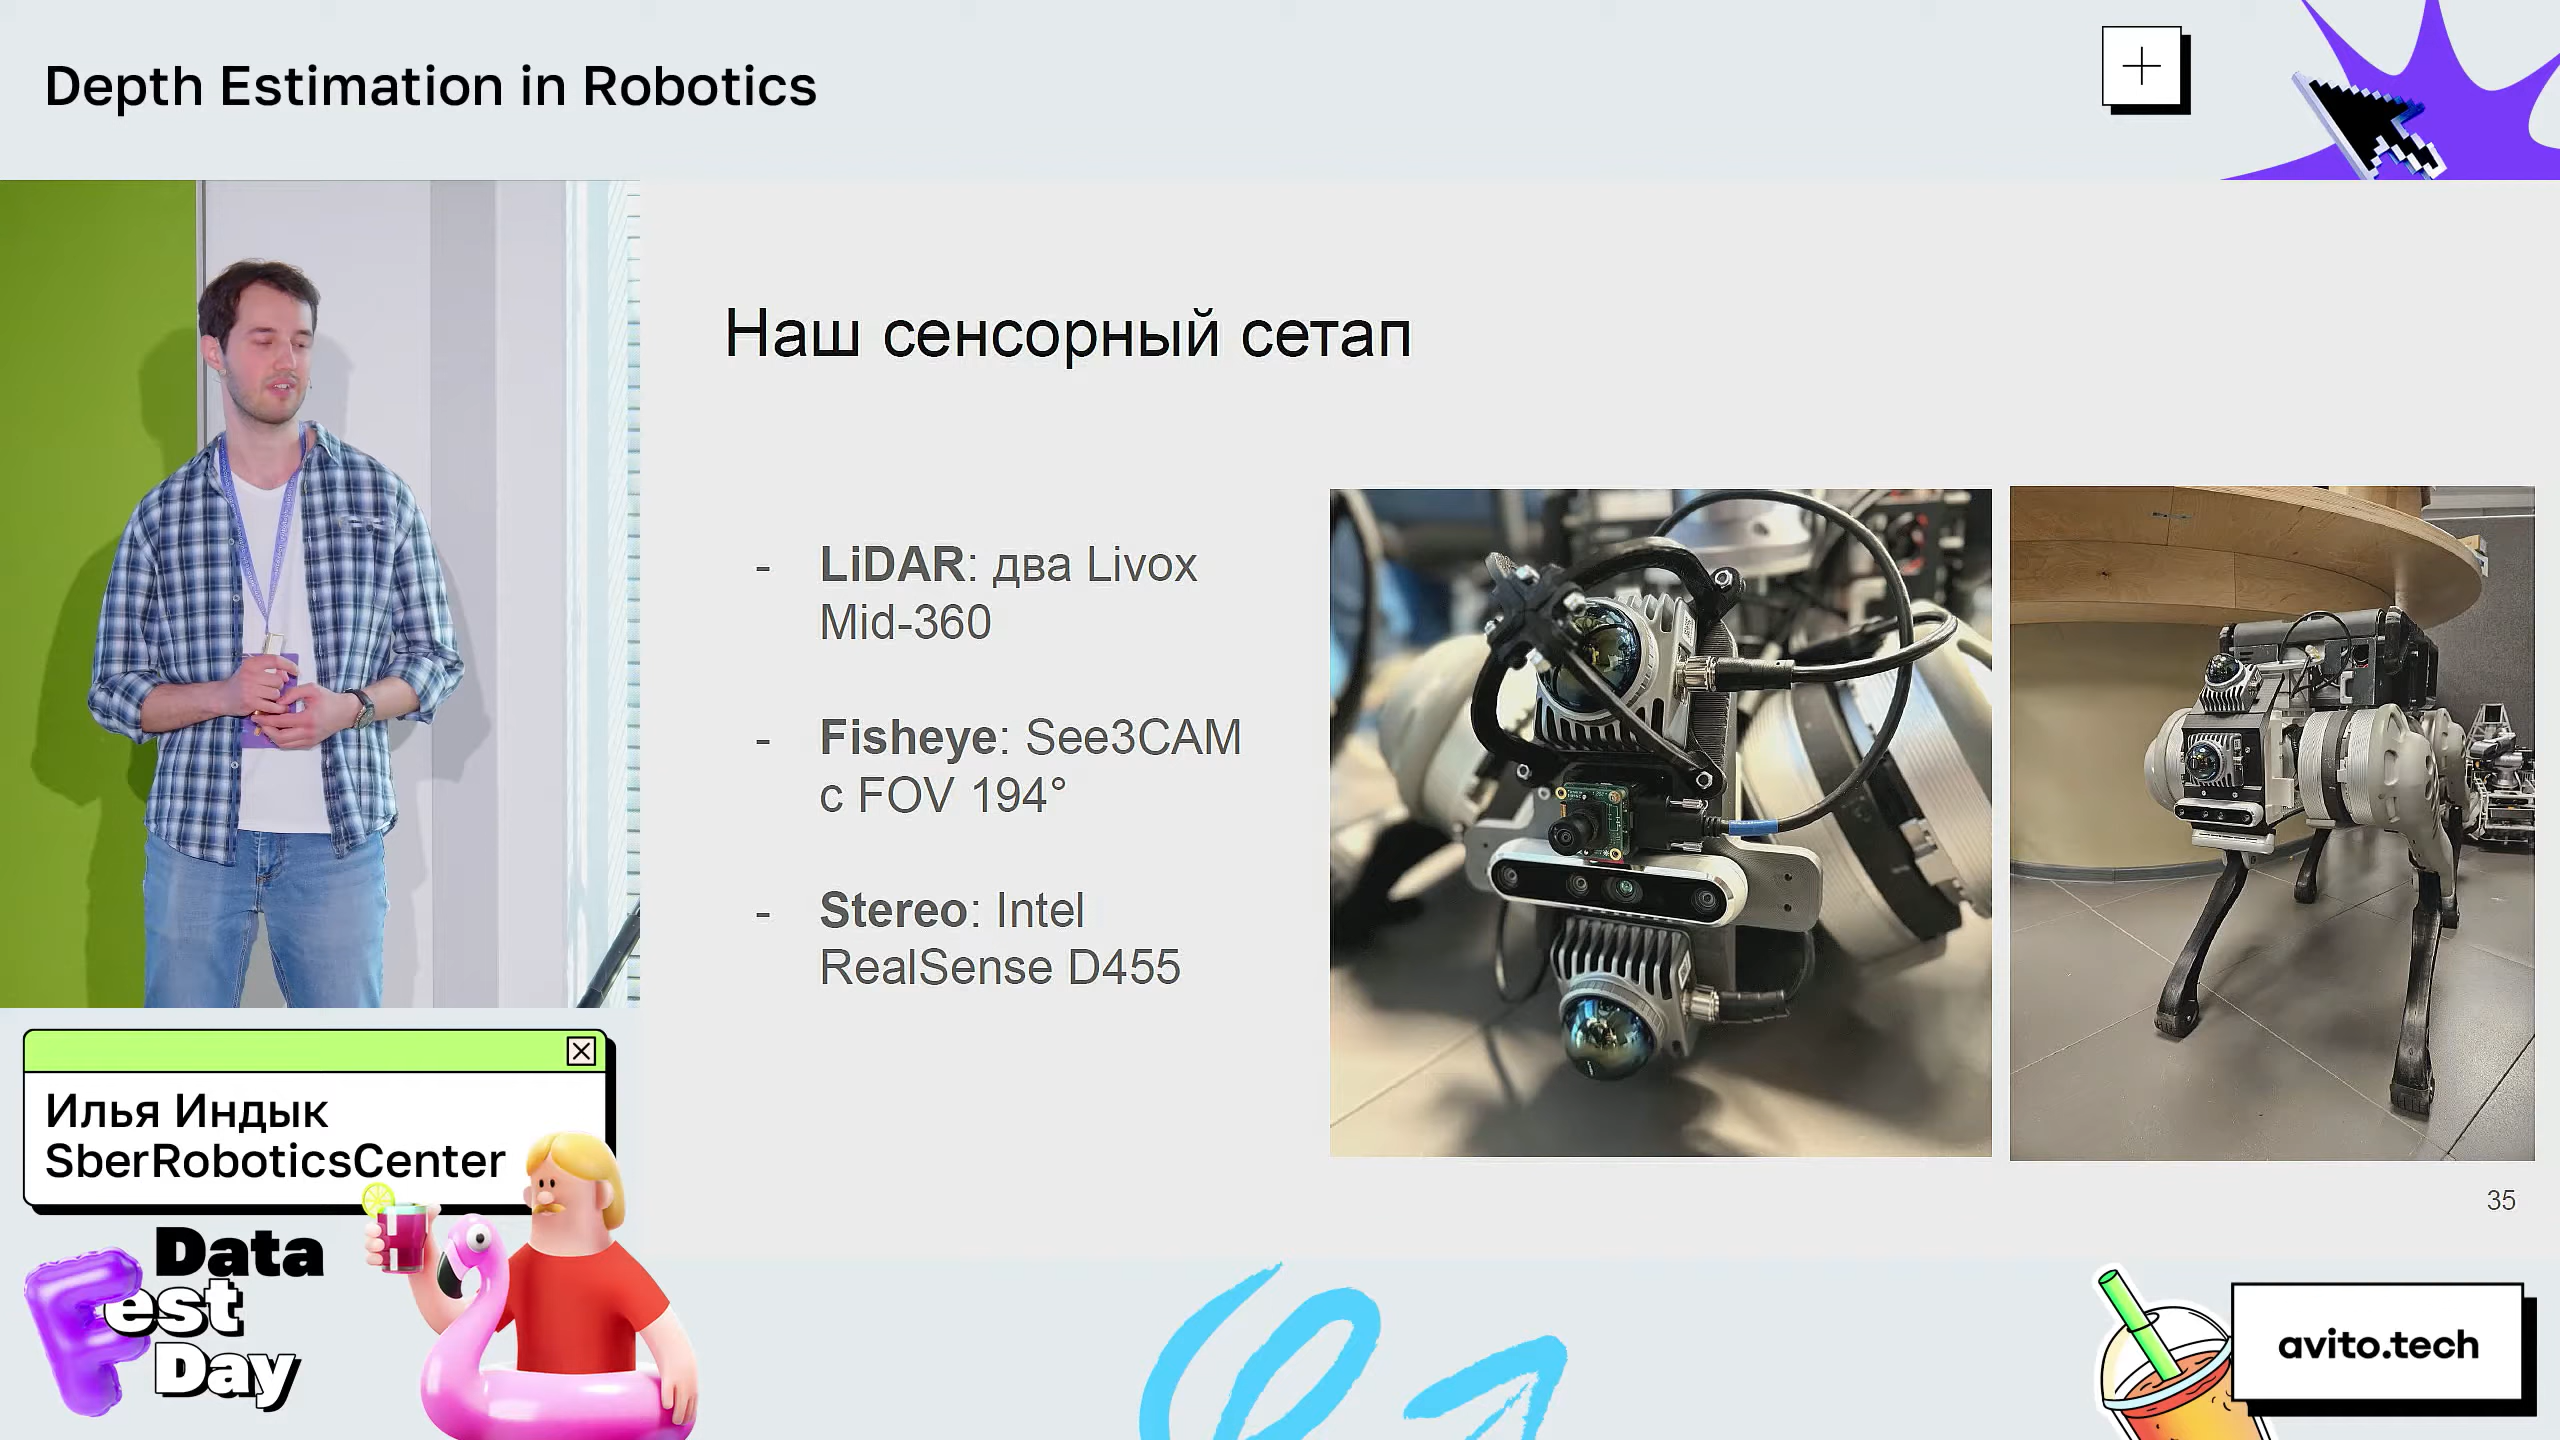 Depth Estimation in Robotics
Наш сенсорный сетап
- LiDAR: два Livox
Mid-360
- Fisheye: See3CAM
с FOV 194°
- Stereo: Intel
RealSense D455
35
Илья Индык
SberRoboticsCenter
Data
Fest
Day
avito.tech